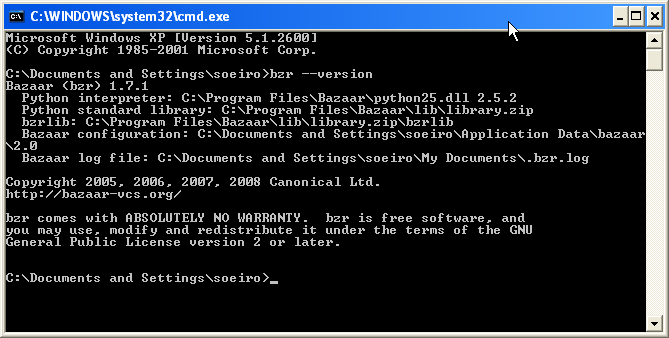 C:\WINDOWS\system32\cmd.exe
Microsoft Windows XP [Version 5.1.2600]
(C) Copyright 1985-2001 Microsoft Corp.
C:\Documents and Settings\soeiro>bzr --version
Bazaar (bzr) 1.7.1
  Python interpreter: C:\Program Files\Bazaar\python25.dll 2.5.2
  Python standard library: C:\Program Files\Bazaar\lib\library.zip
  bzrlib: C:\Program Files\Bazaar\lib\library.zip\bzrlib
  Bazaar configuration: C:\Documents and Settings\soeiro\Application Data\bazaar
\2.0
  Bazaar log file: C:\Documents and Settings\soeiro\My Documents\.bzr.log
Copyright 2005, 2006, 2007, 2008 Canonical Ltd.
http://bazaar-vcs.org/
bzr comes with ABSOLUTELY NO WARRANTY.  bzr is free software, and
you may use, modify and redistribute it under the terms of the GNU
General Public License version 2 or later.
C:\Documents and Settings\soeiro>_